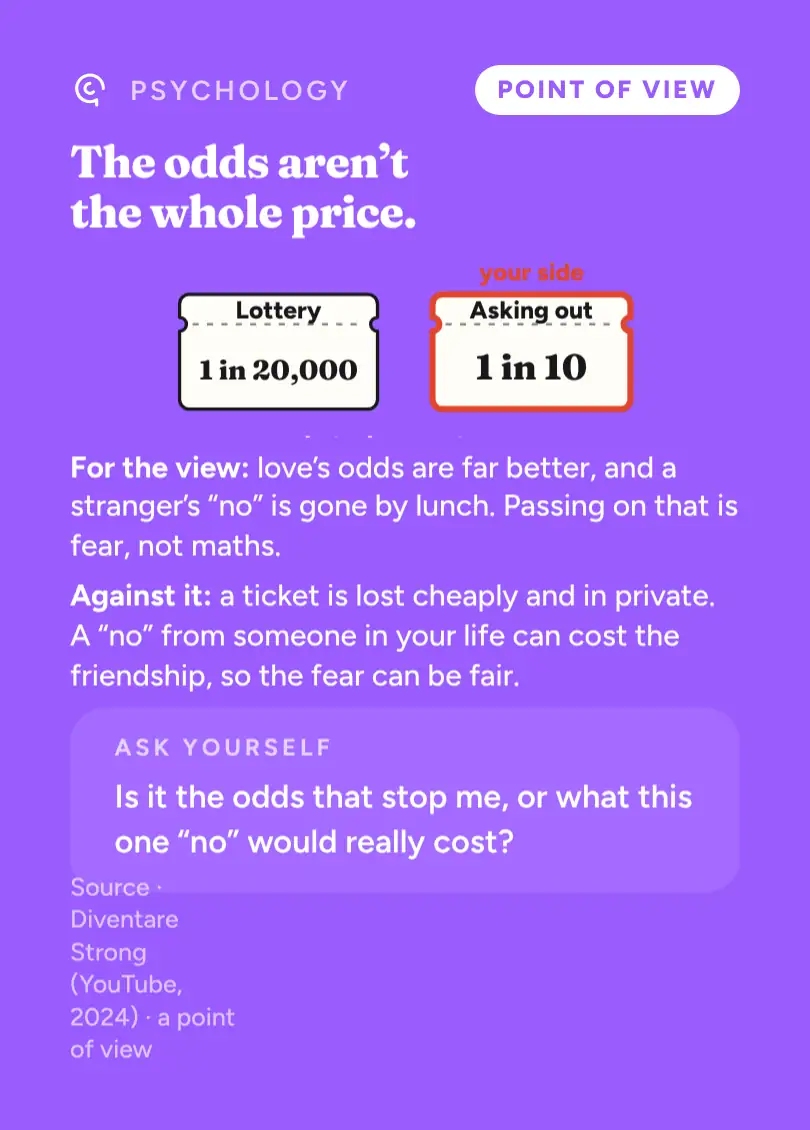 PSYCHOLOGY
POINT OF VIEW
The odds aren’t
the whole price.
your side
Lottery
1 in 20,000
Asking out
1 in 10
For the view: love’s odds are far better, and a
stranger’s “no” is gone by lunch. Passing on that is
fear, not maths.
Against it: a ticket is lost cheaply and in private.
A “no” from someone in your life can cost the
friendship, so the fear can be fair.
ASK YOURSELF
Is it the odds that stop me, or what this
one “no” would really cost?
Source ·
Diventare
Strong
(YouTube,
2024) · a point
of view